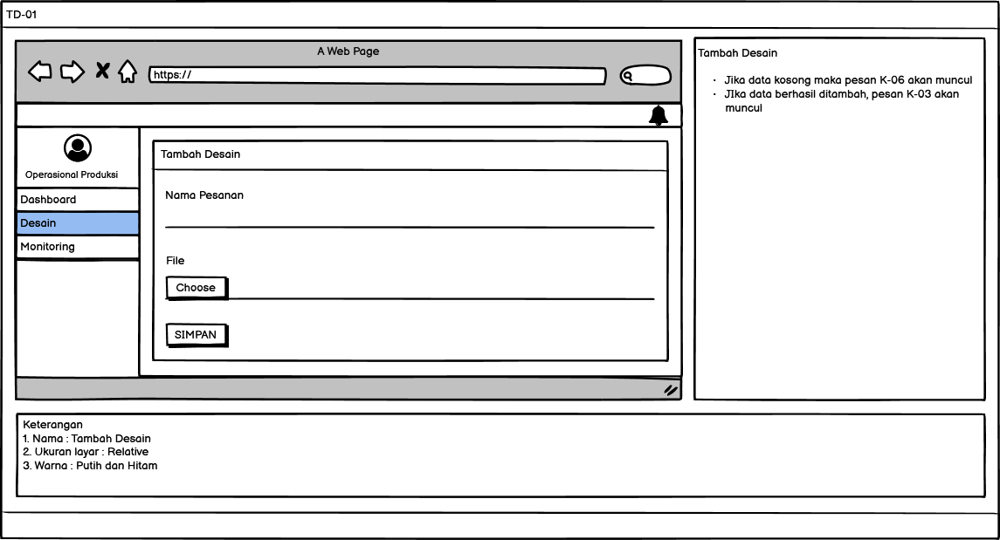 TD-01
A Web Page
https://
Operasional Produksi
Dashboard
Desain
Monitoring
Tambah Desain
Nama Pesanan
File
Choose
SIMPAN
Tambah Desain
· Jika data kosong maka pesan K-06 akan muncul
· JIka data berhasil ditambah, pesan K-03 akan
muncul
Keterangan
1. Nama : Tambah Desain
2. Ukuran layar : Relative
3. Warna : Putih dan Hitam